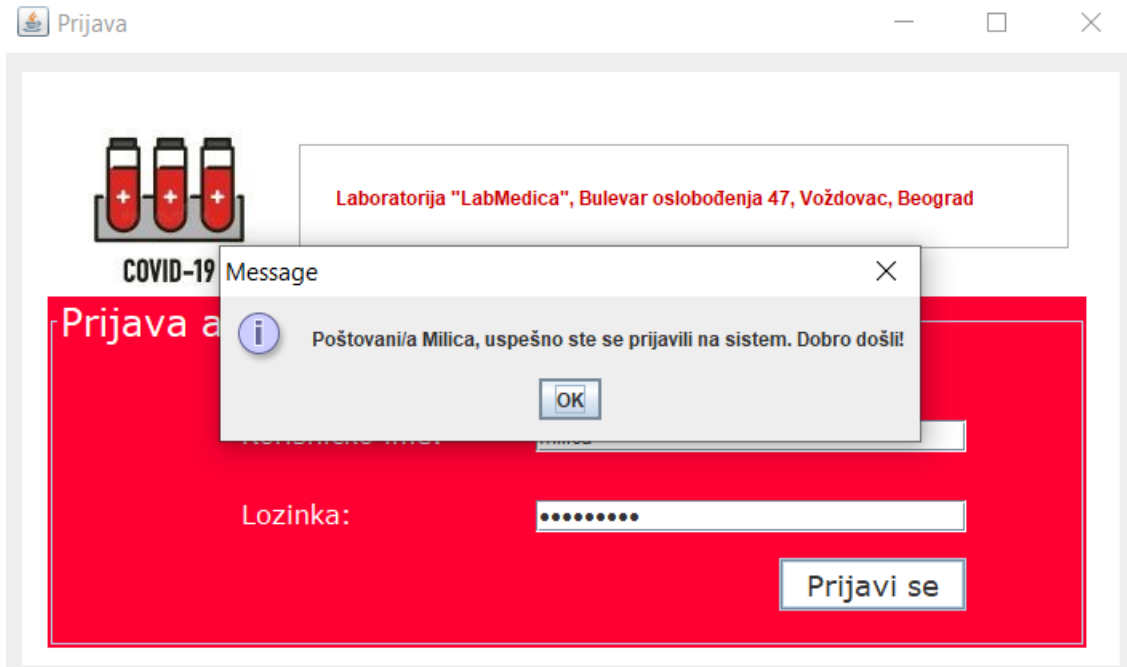 Prijava
Laboratorija "LabMedica", Bulevar oslobođenja 47, Voždovac, Beograd
COVID-19
Message
Prijava a
Poštovani/a Milica, uspešno ste se prijavili na sistem. Dobro došli!
OK
Lozinka:
Prijavi se